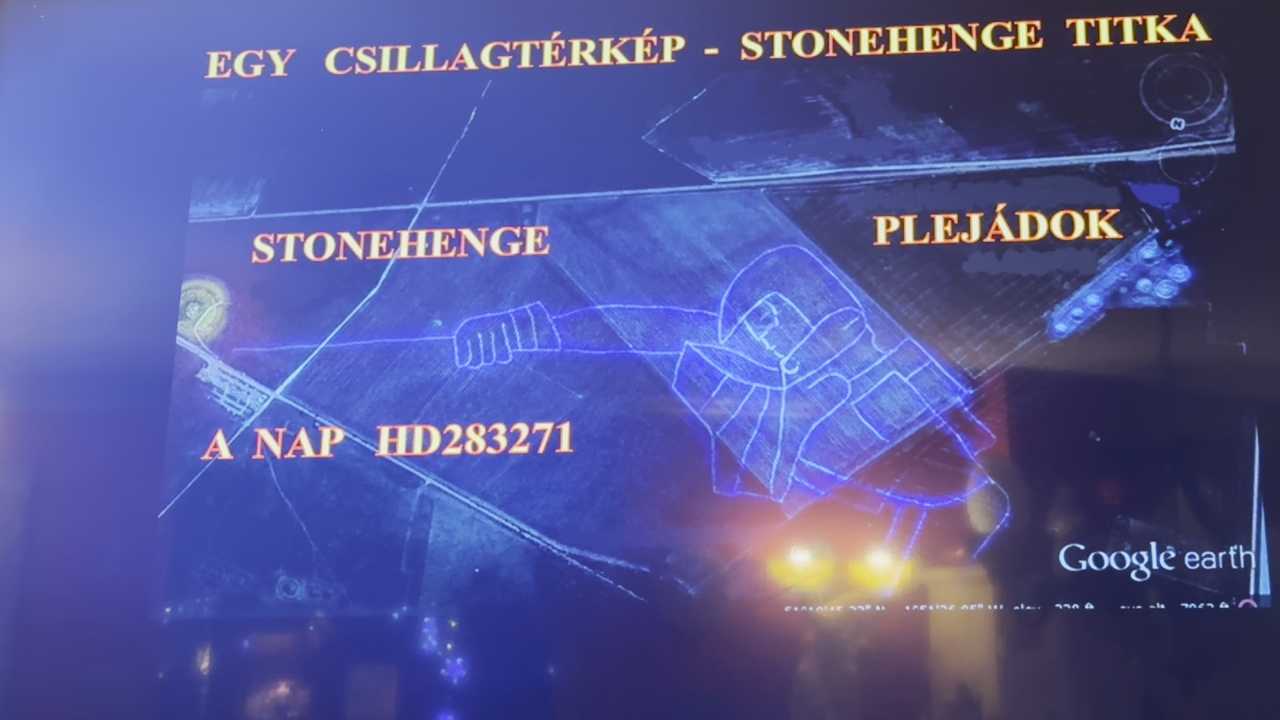 EGY CSILLAGTÉRKÉP - STONEHENGE TITKA
N
STONEHENGE
PLEJÁDOK
A NAP HD283271
Google earth